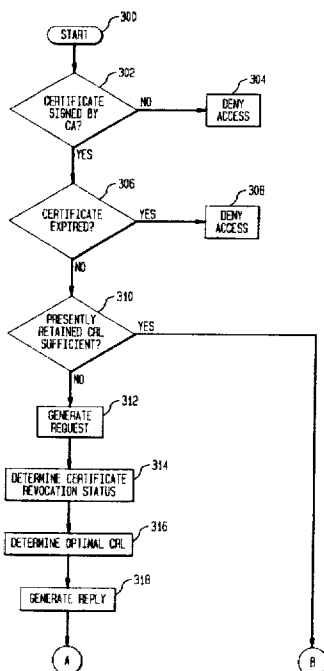 START
300
302
CERTIFICATE
SIGNED BY
CA?
NO
304
DENY
ACCESS
YES
306
CERTIFICATE
EXPIRED?
YES
308
DENY
ACCESS
NO
310
PRESENTLY
RETAINED CRL
SUFFICIENT?
YES
NO
312
GENERATE
REQUEST
314
DETERMINE CERTIFICATE
REVOCATION STATUS
316
DETERMINE OPTIMAL CRL
318
GENERATE REPLY
A
B